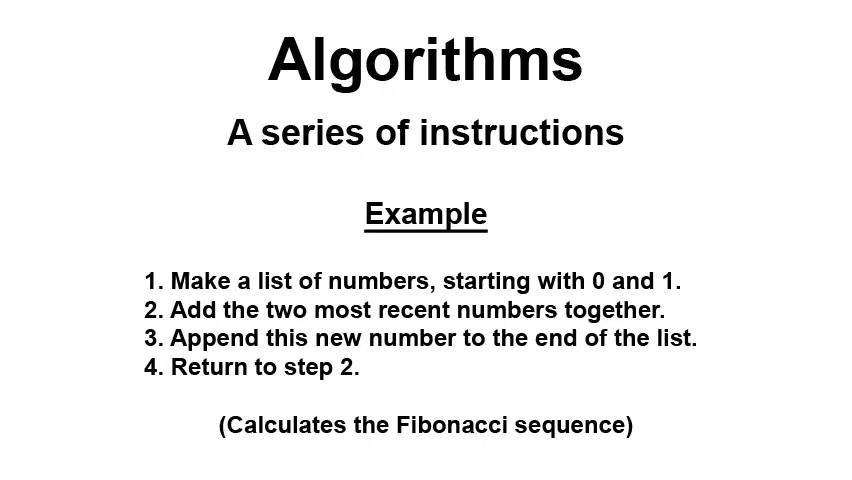 Algorithms
A series of instructions
Example
1. Make a list of numbers, starting with 0 and 1.
2. Add the two most recent numbers together.
3. Append this new number to the end of the list.
4. Return to step 2.
(Calculates the Fibonacci sequence)